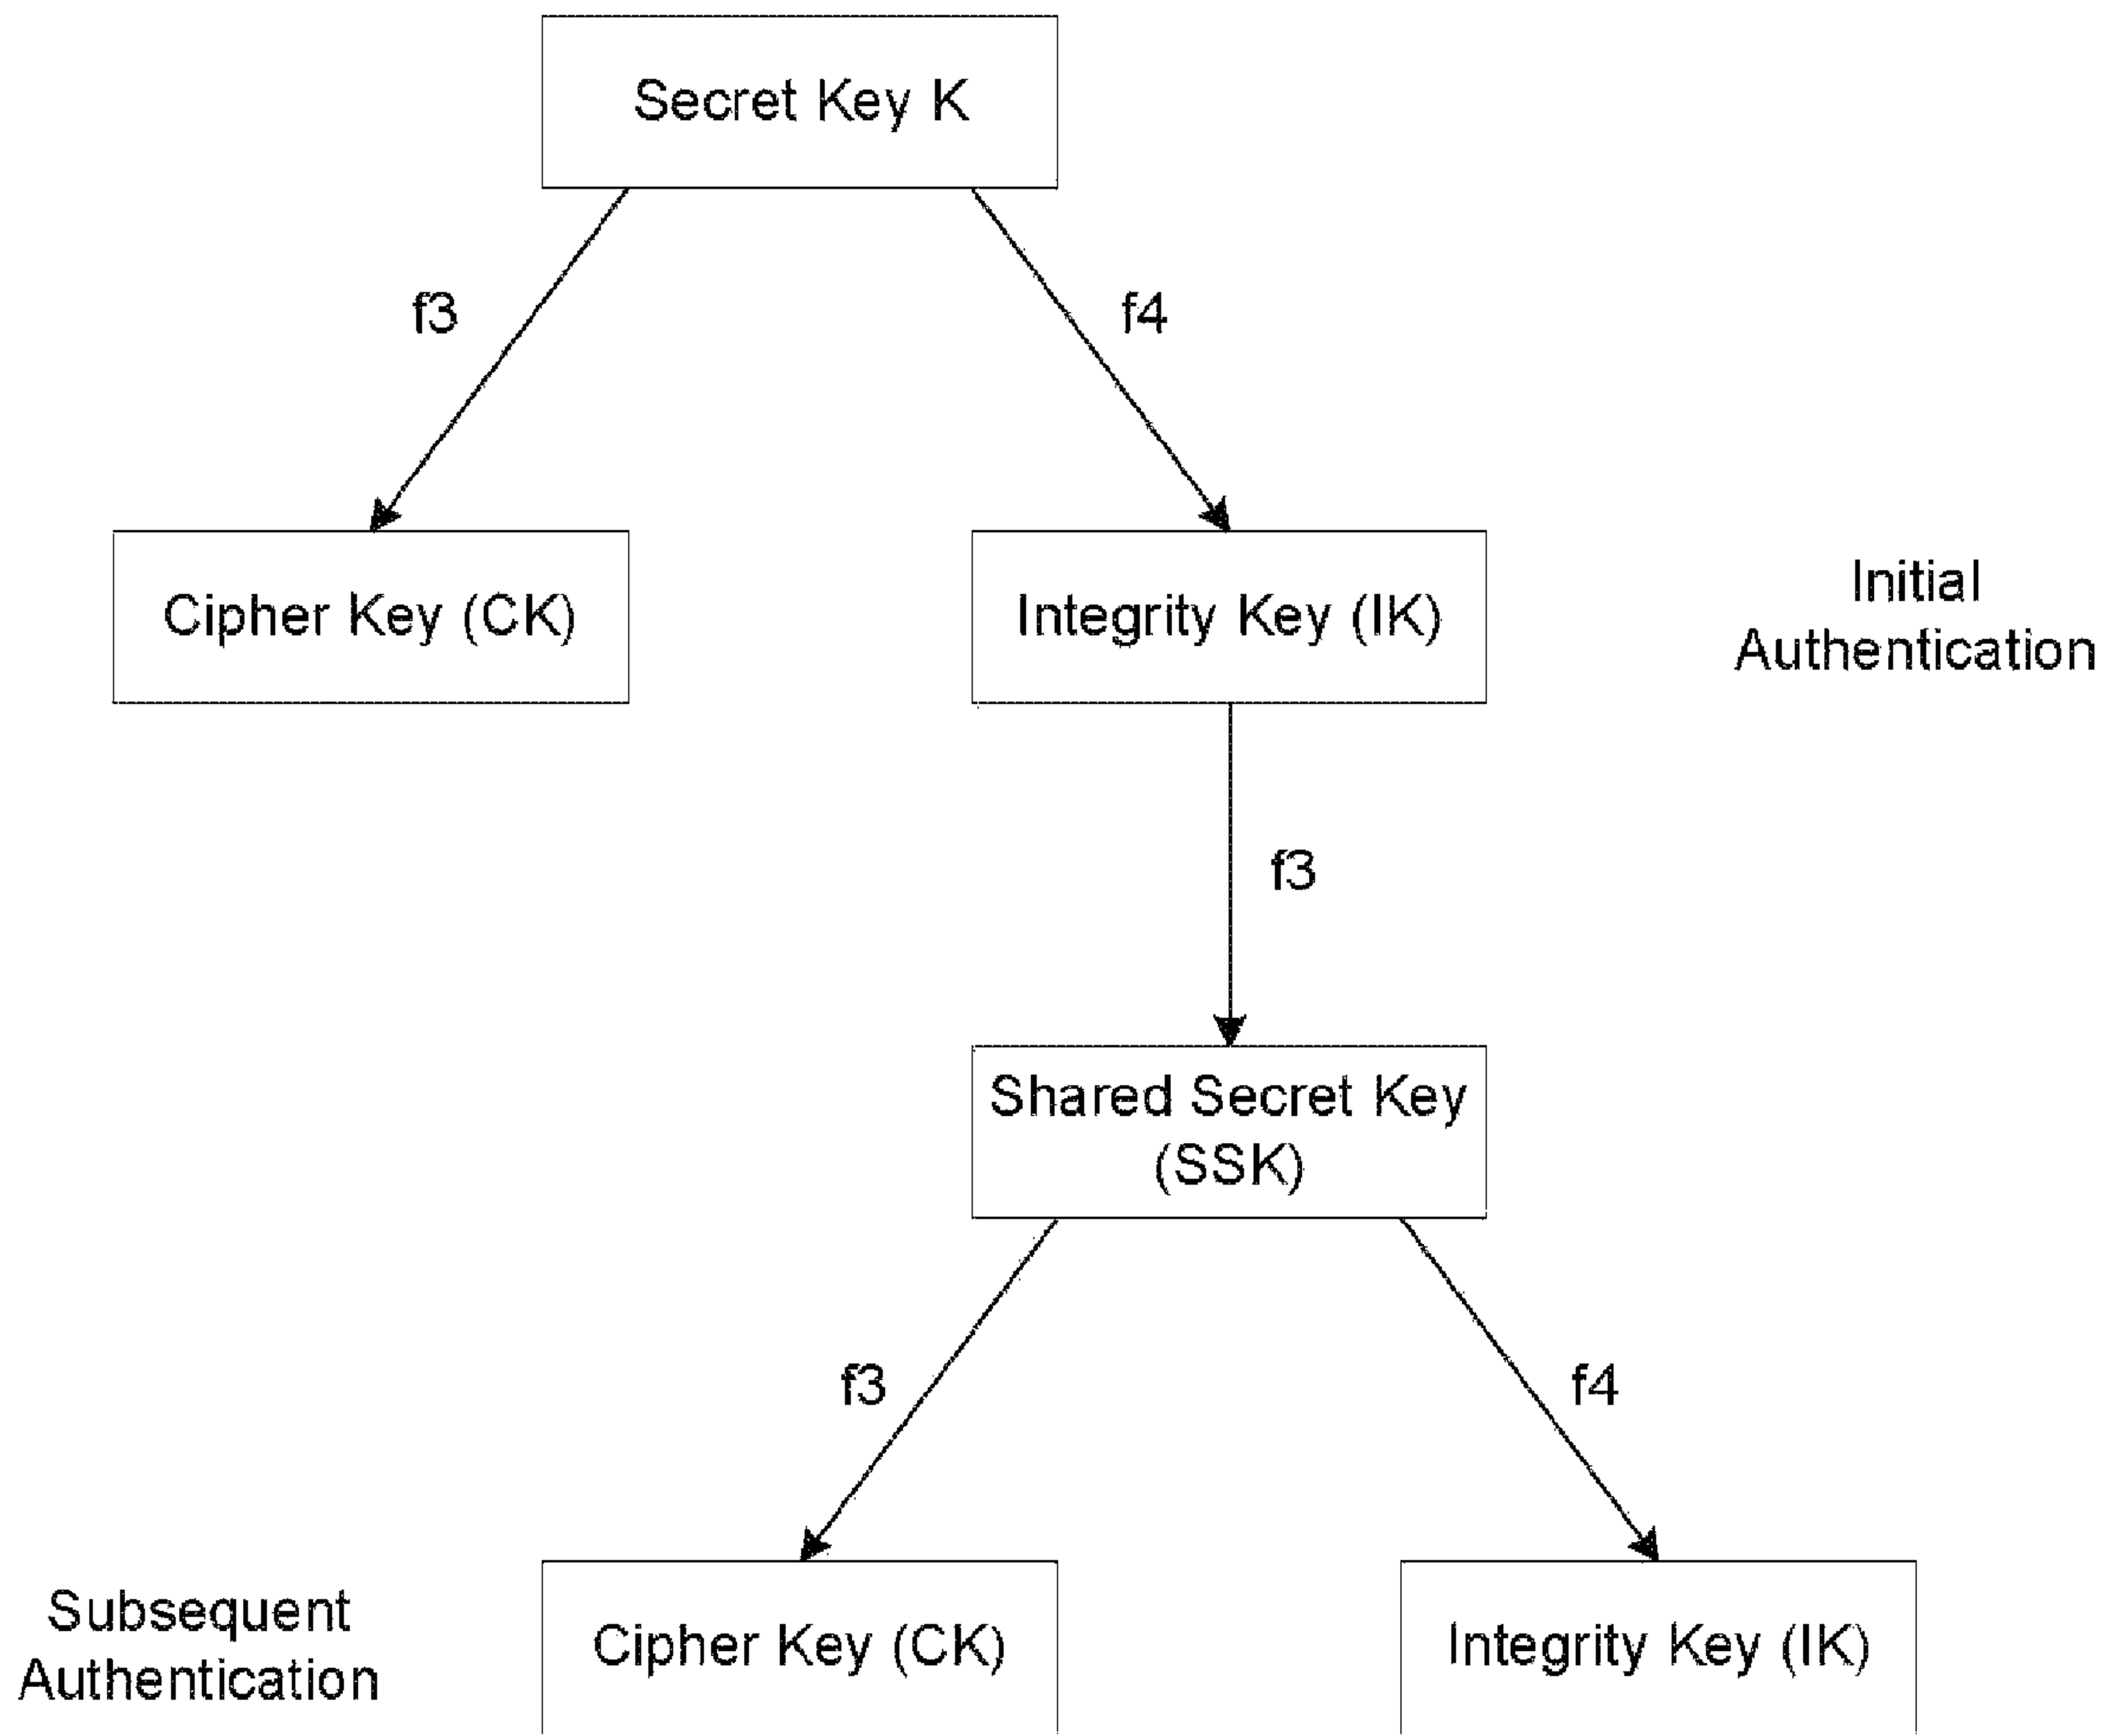 Secret Key K
f3
f4
Cipher Key (CK)
Integrity Key (IK)
Initial
Authentication
f3
Shared Secret Key
(SSK)
f3
f4
Subsequent
Authentication
Cipher Key (CK)
Integrity Key (IK)